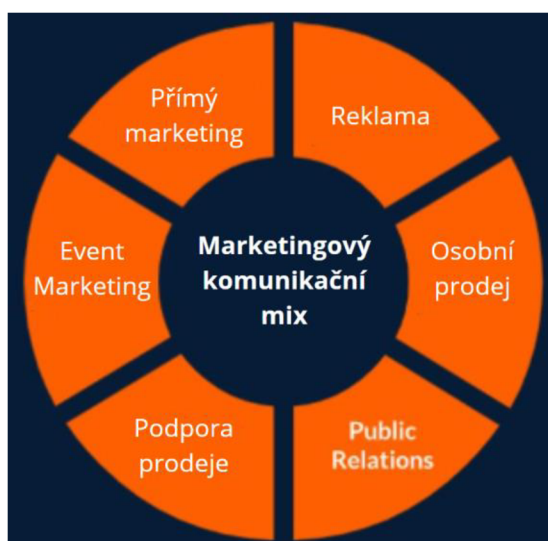 Přímý
marketing
Reklama
Event
Marketing
Marketingový
komunikační
mix
Osobní
prodej
Podpora
prodeje
Public
Relations